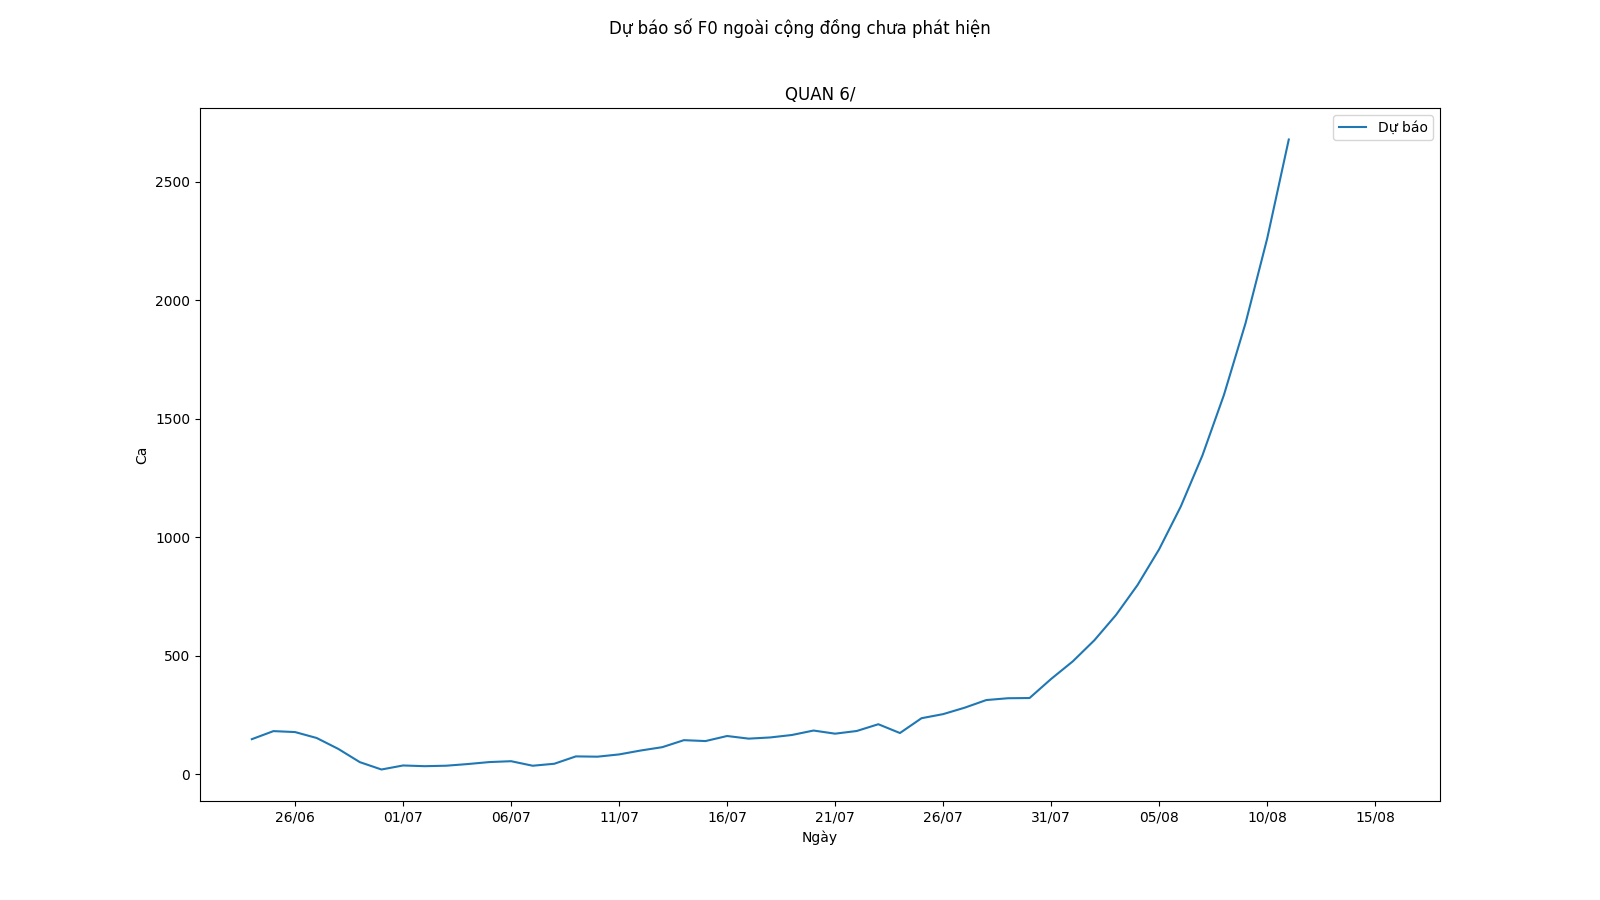 Dự báo số F0 ngoài cộng đồng chưa phát hiện
QUAN 6/
Dự báo
2500
2000
1500
1000
500
0
Ca
26/06 01/07 06/07 11/07 16/07 21/07 26/07 31/07 05/08 10/08 15/08
Ngày